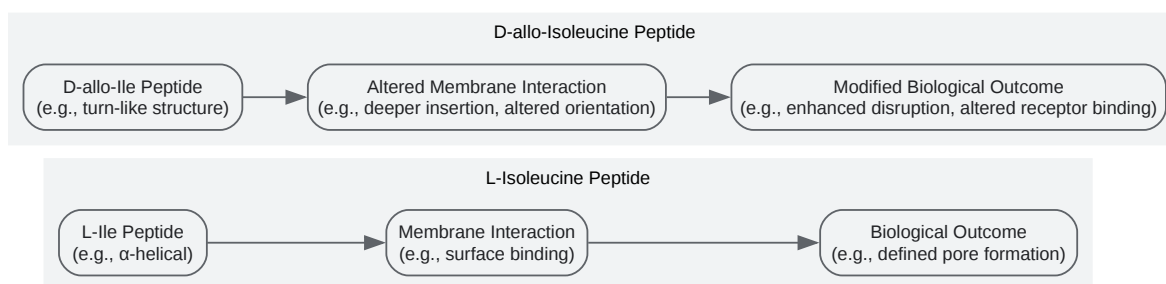 D-allo-Isoleucine Peptide
D-allo-Ile Peptide
(e.g., turn-like structure)
Altered Membrane Interaction
(e.g., deeper insertion, altered orientation)
Modified Biological Outcome
(e.g., enhanced disruption, altered receptor binding)
L-Isoleucine Peptide
L-Ile Peptide
(e.g., α-helical)
Membrane Interaction
(e.g., surface binding)
Biological Outcome
(e.g., defined pore formation)